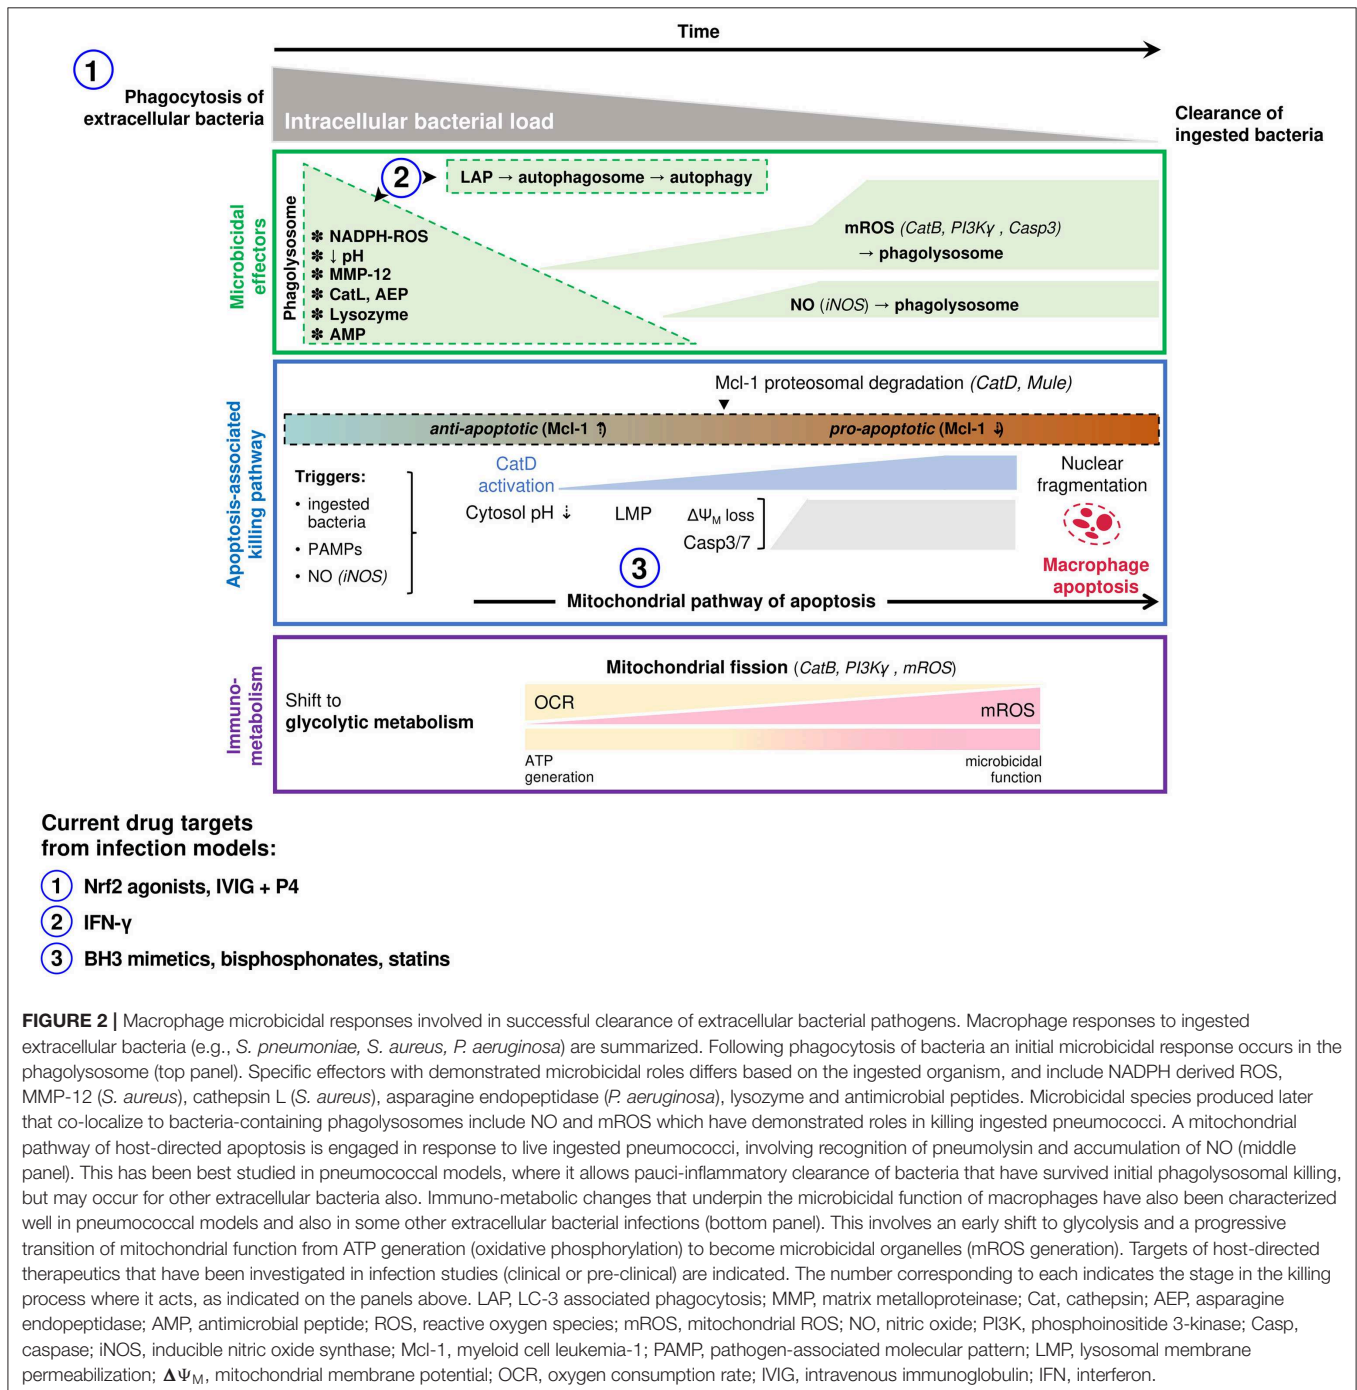 Time
1
Phagocytosis of
extracellular bacteria
Intracellular bacterial load
Clearance of
ingested bacteria
Microbicidal
effectors
Phagolysosome
2
LAP → autophagosome → autophagy
✽ NADPH-ROS
✽ ↓ pH
✽ MMP-12
✽ CatL, AEP
✽ Lysozyme
✽ AMP
mROS (CatB, PI3Kγ , Casp3)
→ phagolysosome
NO (iNOS) → phagolysosome
Apoptosis-associated
killing pathway
Mcl-1 proteosomal degradation (CatD, Mule)
anti-apoptotic (Mcl-1 ⇡)
pro-apoptotic (Mcl-1 ⇣)
Triggers:
• ingested
bacteria
• PAMPs
• NO (iNOS)
CatD
activation
Cytosol pH ⇣
LMP
ΔΨM loss
Casp3/7
Nuclear
fragmentation
Macrophage
apoptosis
3
Mitochondrial pathway of apoptosis
Immuno-
metabolism
Shift to
glycolytic metabolism
Mitochondrial fission (CatB, PI3Kγ , mROS)
OCR
mROS
ATP
generation
microbicidal
function
Current drug targets
from infection models:
1 Nrf2 agonists, IVIG + P4
2 IFN-γ
3 BH3 mimetics, bisphosphonates, statins
FIGURE 2 | Macrophage microbicidal responses involved in successful clearance of extracellular bacterial pathogens. Macrophage responses to ingested
extracellular bacteria (e.g., S. pneumoniae, S. aureus, P. aeruginosa) are summarized. Following phagocytosis of bacteria an initial microbicidal response occurs in the
phagolysosome (top panel). Specific effectors with demonstrated microbicidal roles differs based on the ingested organism, and include NADPH derived ROS,
MMP-12 (S. aureus), cathepsin L (S. aureus), asparagine endopeptidase (P. aeruginosa), lysozyme and antimicrobial peptides. Microbicidal species produced later
that co-localize to bacteria-containing phagolysosomes include NO and mROS which have demonstrated roles in killing ingested pneumococci. A mitochondrial
pathway of host-directed apoptosis is engaged in response to live ingested pneumococci, involving recognition of pneumolysin and accumulation of NO (middle
panel). This has been best studied in pneumococcal models, where it allows pauci-inflammatory clearance of bacteria that have survived initial phagolysosomal killing,
but may occur for other extracellular bacteria also. Immuno-metabolic changes that underpin the microbicidal function of macrophages have also been characterized
well in pneumococcal models and also in some other extracellular bacterial infections (bottom panel). This involves an early shift to glycolysis and a progressive
transition of mitochondrial function from ATP generation (oxidative phosphorylation) to become microbicidal organelles (mROS generation). Targets of host-directed
therapeutics that have been investigated in infection studies (clinical or pre-clinical) are indicated. The number corresponding to each indicates the stage in the killing
process where it acts, as indicated on the panels above. LAP, LC-3 associated phagocytosis; MMP, matrix metalloproteinase; Cat, cathepsin; AEP, asparagine
endopeptidase; AMP, antimicrobial peptide; ROS, reactive oxygen species; mROS, mitochondrial ROS; NO, nitric oxide; PI3K, phosphoinositide 3-kinase; Casp,
caspase; iNOS, inducible nitric oxide synthase; Mcl-1, myeloid cell leukemia-1; PAMP, pathogen-associated molecular pattern; LMP, lysosomal membrane
permeabilization; ΔΨM, mitochondrial membrane potential; OCR, oxygen consumption rate; IVIG, intravenous immunoglobulin; IFN, interferon.